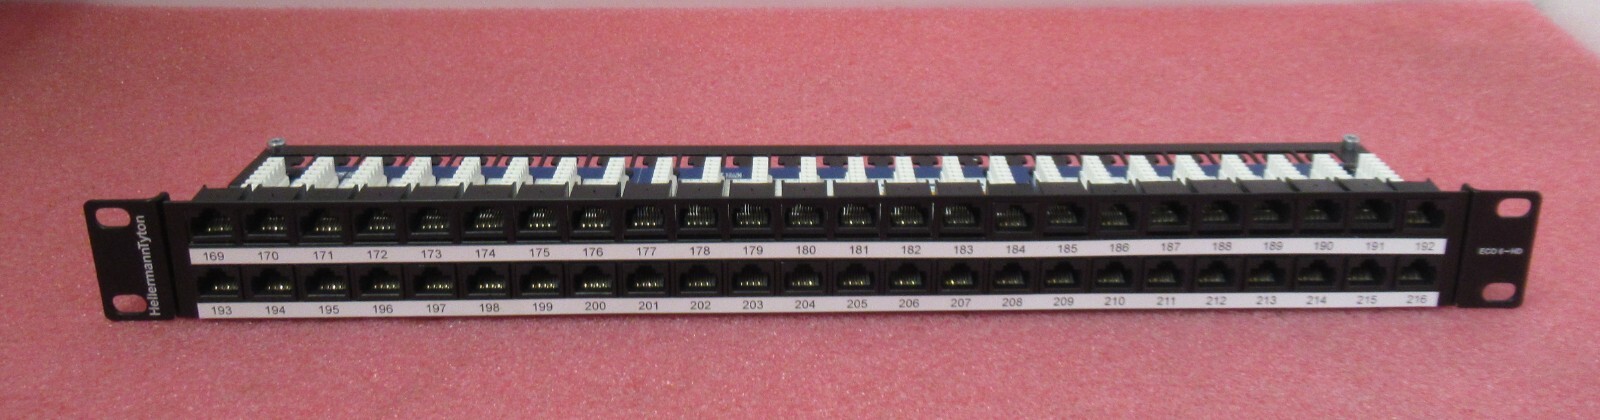 HellermannTyton
169 170 171 172 173 174 175 176 177 178 179 180 181 182 183 184 185 186 187 188 189 190 191 192
193 194 195 196 197 198 199 200 201 202 203 204 205 206 207 208 209 210 211 212 213 214 215 216
ECO 6-HD